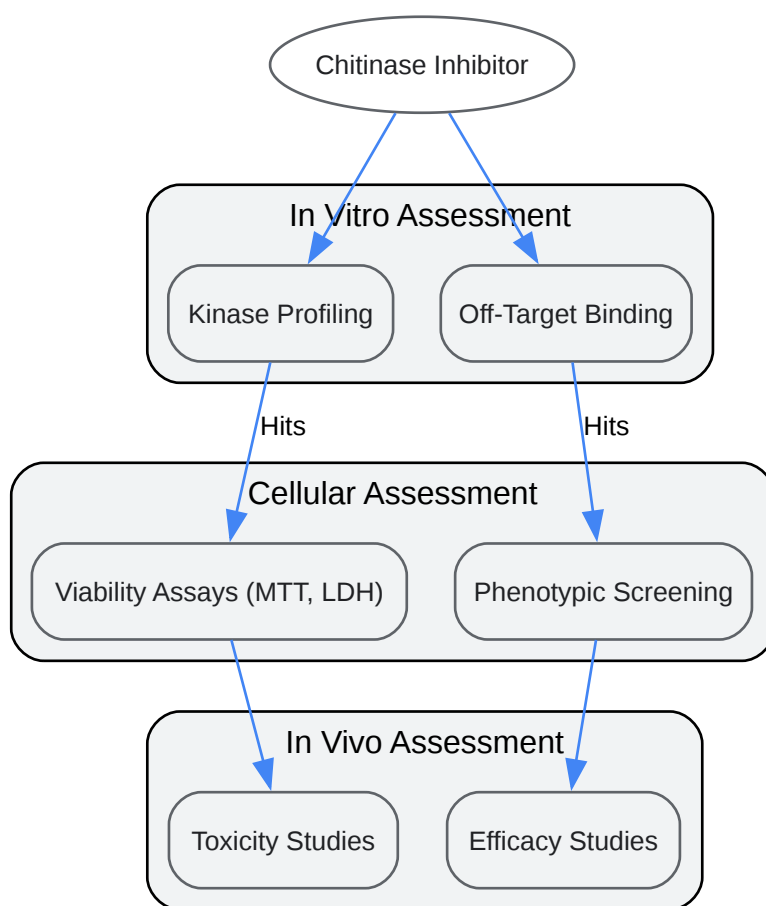 Chitinase Inhibitor
In Vitro Assessment
Kinase Profiling
Off-Target Binding
Hits
Hits
Cellular Assessment
Viability Assays (MTT, LDH)
Phenotypic Screening
In Vivo Assessment
Toxicity Studies
Efficacy Studies